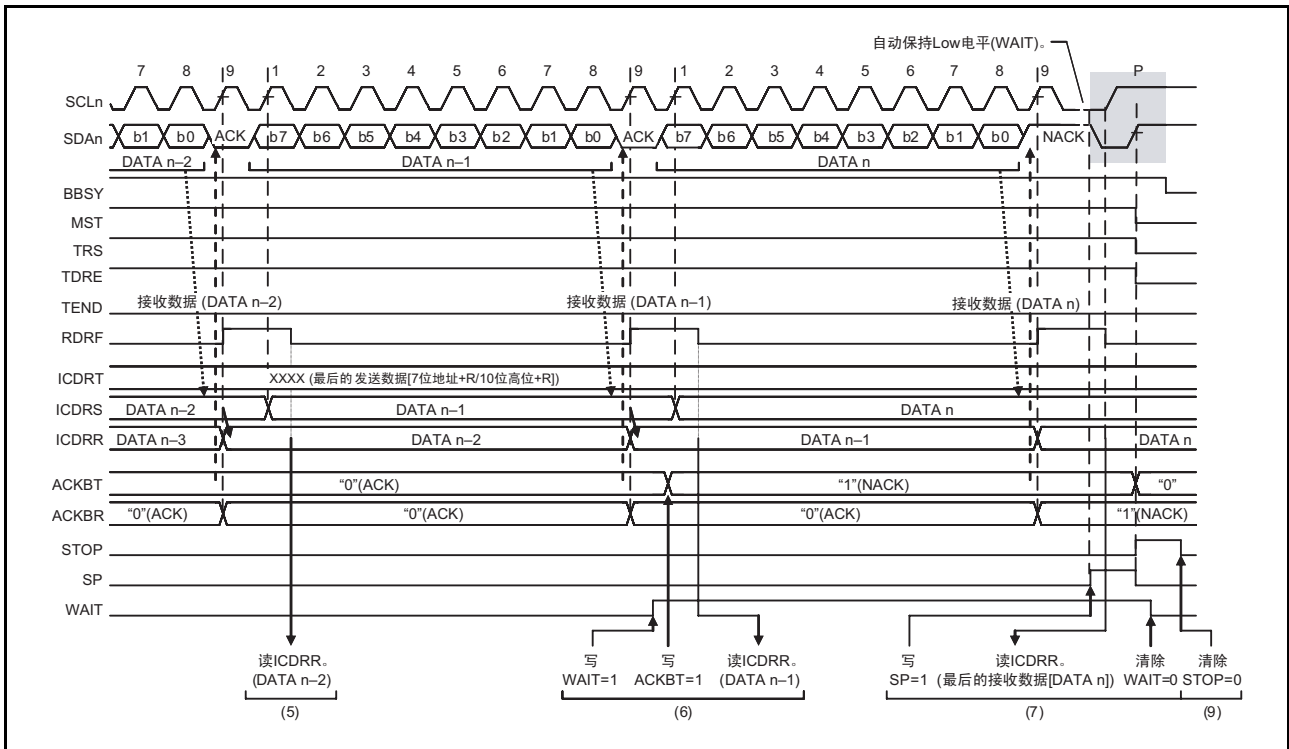 自动保持Low电平(WAIT)。
7 8 9 1 2 3 4 5 6 7 8 9 1 2 3 4 5 6 7 8 9 P
SCLn
SDAn b1 b0 ACK b7 b6 b5 b4 b3 b2 b1 b0 ACK b7 b6 b5 b4 b3 b2 b1 b0 NACK
DATA n–2 DATA n–1 DATA n
BBSY
MST
TRS
TDRE
TEND 接收数据 (DATA n–2) 接收数据 (DATA n–1) 接收数据 (DATA n)
RDRF
ICDRT XXXX (最后的 发送数据[7位地址+R/10位高位+R])
ICDRS DATA n–2 DATA n–1 DATA n
ICDRR DATA n–3 DATA n–2 DATA n–1 DATA n
ACKBT “0”(ACK) “1”(NACK) “0”
ACKBR “0”(ACK) “0”(ACK) “0”(ACK) “1”(NACK)
STOP
SP
WAIT
读ICDRR。 写 写 读ICDRR。 写 读ICDRR。 清除 清除
(DATA n–2) WAIT=1 ACKBT=1 (DATA n–1) SP=1 (最后的接收数据[DATA n]) WAIT=0 STOP=0
(5) (6) (7) (9)